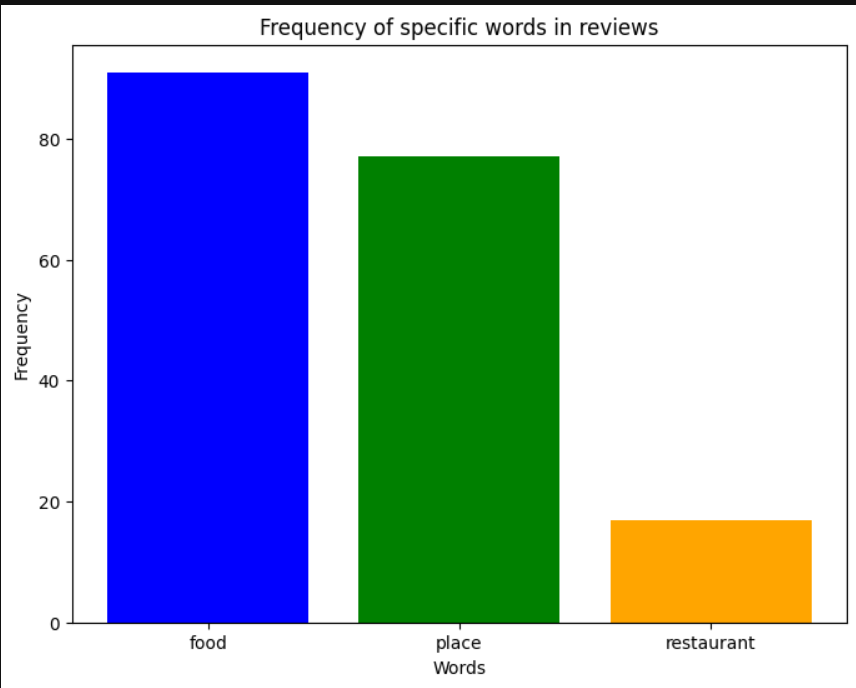 Frequency of specific words in reviews
Frequency
80
60
40
20
0
food place restaurant
Words